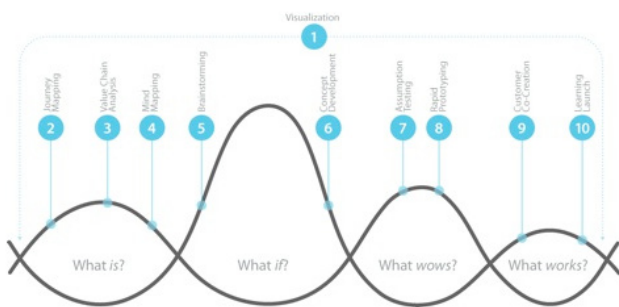 Visualization
1
Journey
Mapping
2
Value Chain
Analysis
3
Mind
Mapping
4
Brainstorming
5
Concept
Development
6
Assumption
Testing
7
Rapid
Prototyping
8
Customer
Co-Creation
9
Learning
Launch
10
What is?
What if?
What wows?
What works?